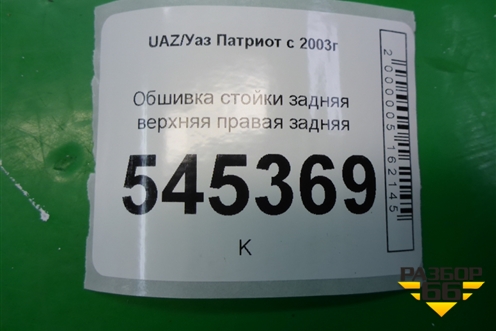 UAZ/Уаз Патриот с 2003г
Обшивка стойки задняя
верхняя правая задняя
545369
К
2000005162145
РАЗБОР
66